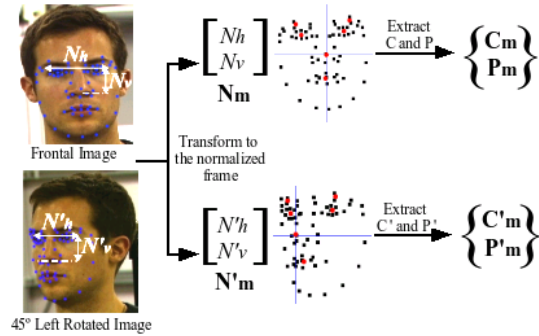 Nh
Nv
Frontal Image
Nh
Nv
Nm
Extract
C and P
Cm
Pm
Transform to
the normalized
frame
N'h
N'v
45º Left Rotated Image
N'h
N'v
N'm
Extract
C' and P'
C'm
P'm